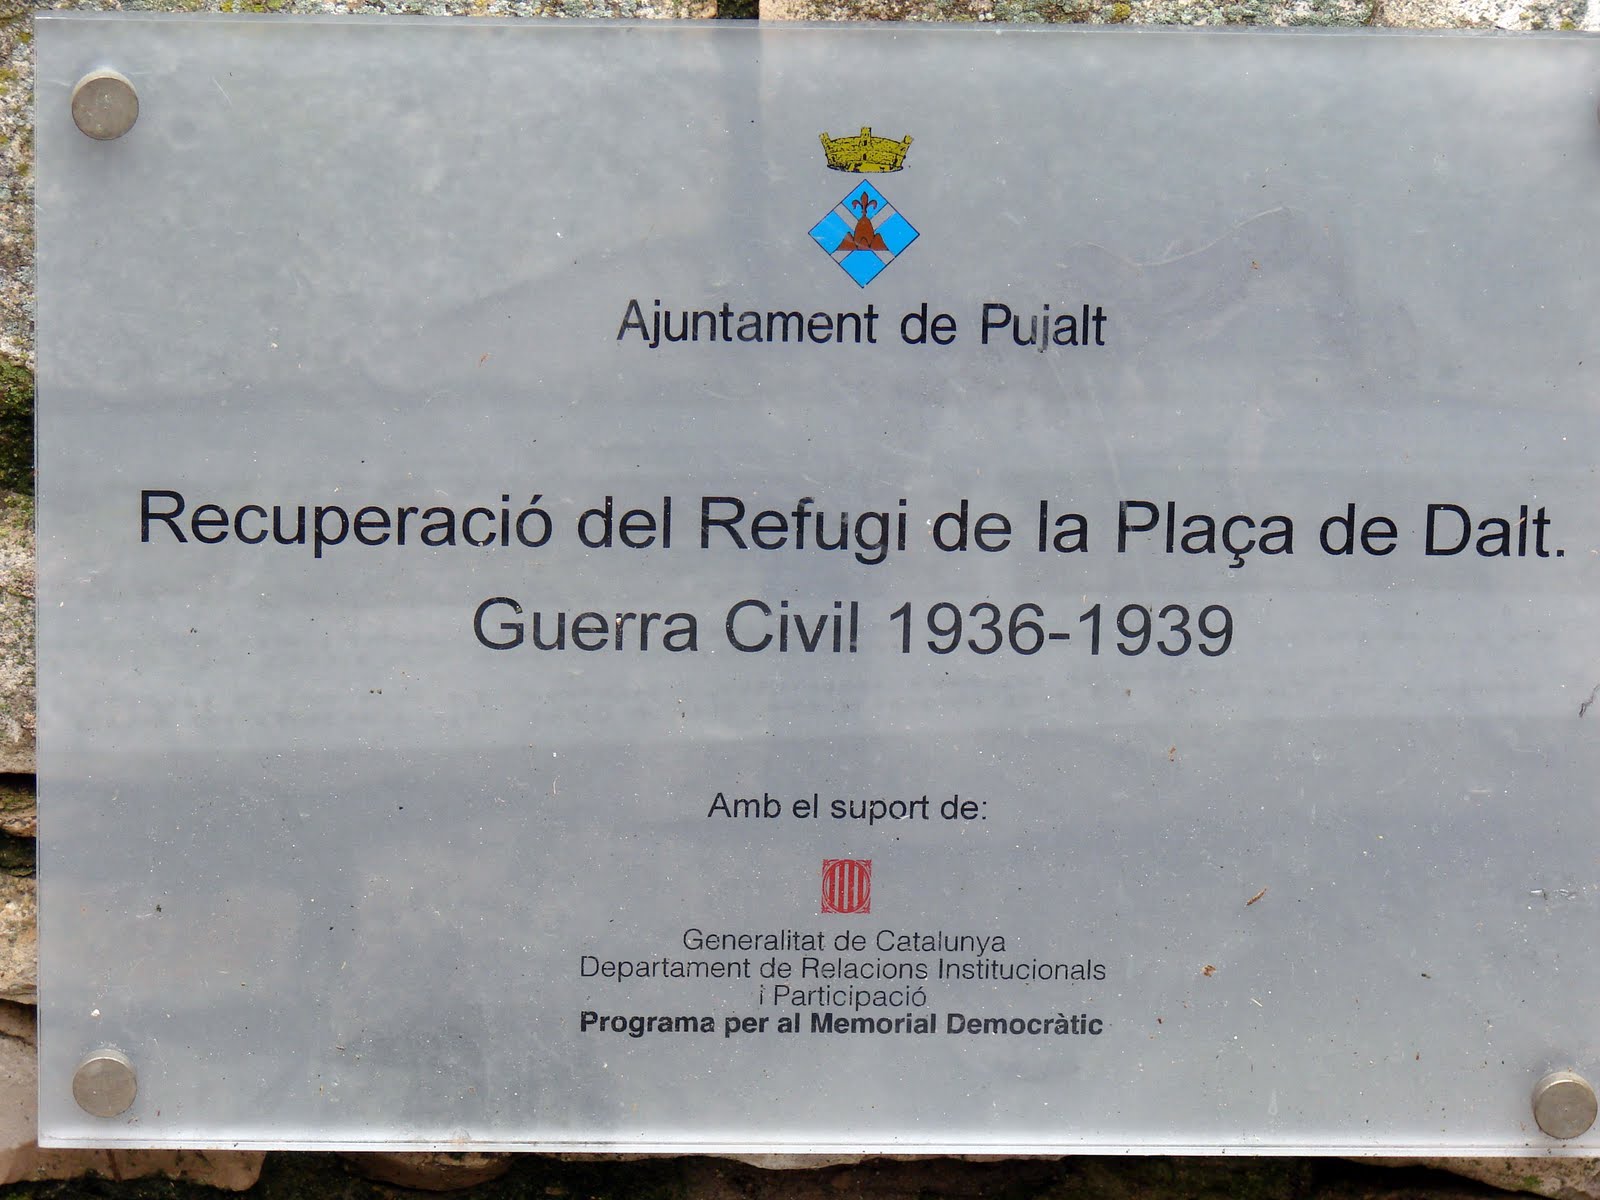 Ajuntament de Pujalt
Recuperació del Refugi de la Plaça de Dalt.
Guerra Civil 1936-1939
Amb el suport de:
Generalitat de Catalunya
Departament de Relacions Institucionals
i Participació
Programa per al Memorial Democràtic